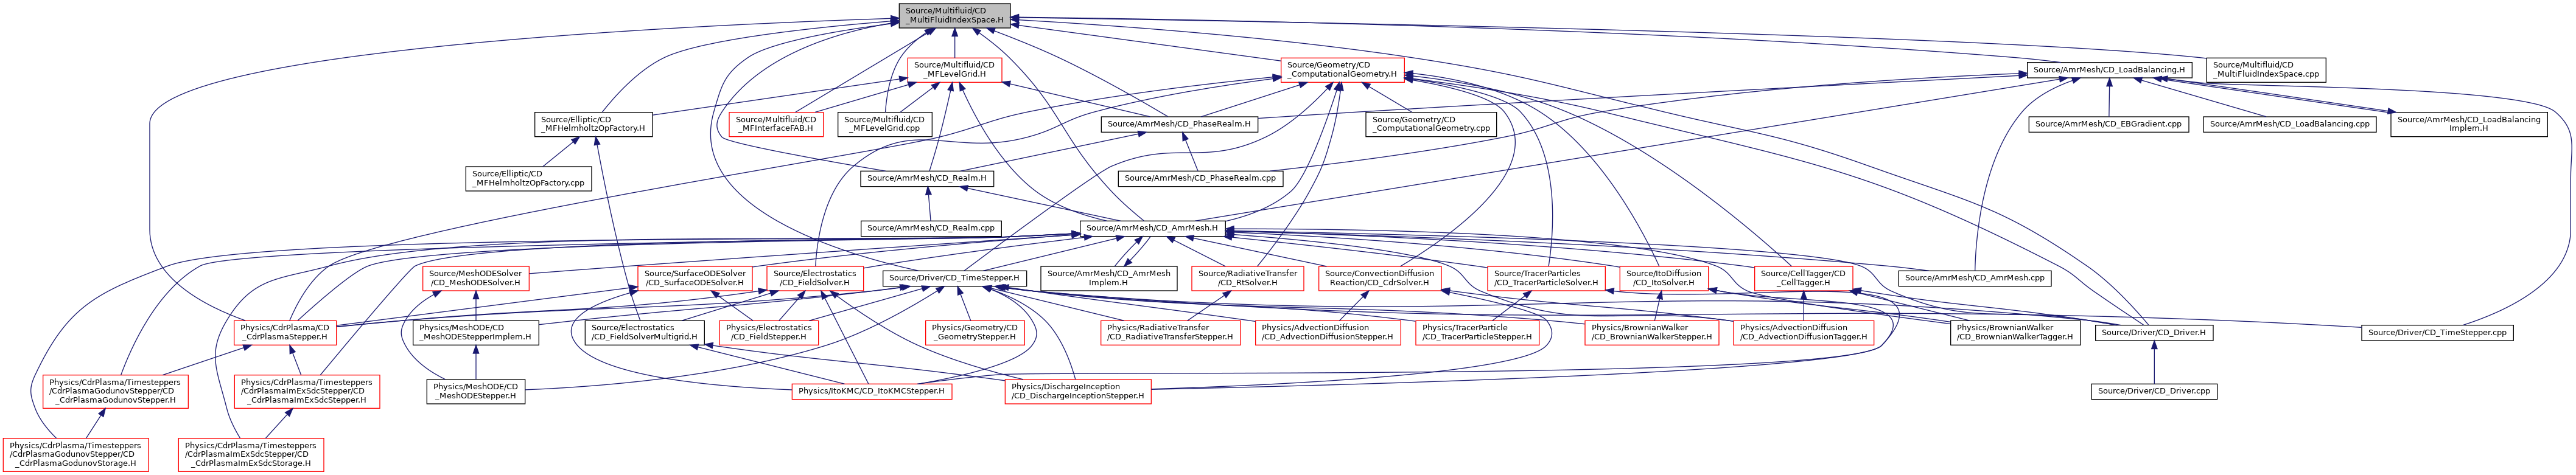 Source/Multifluid/CD
_MultiFluidIndexSpace.H
Source/Multifluid/CD
_MFLevelGrid.H
Source/Geometry/CD
_ComputationalGeometry.H
Source/AmrMesh/CD_LoadBalancing.H
Source/Multifluid/CD
_MultiFluidIndexSpace.cpp
Source/Elliptic/CD
_MFHelmholtzOpFactory.H
Source/Multifluid/CD
_MFInterfaceFAB.H
Source/Multifluid/CD
_MFLevelGrid.cpp
Source/AmrMesh/CD_PhaseRealm.H
Source/Geometry/CD
_ComputationalGeometry.cpp
Source/AmrMesh/CD_EBGradient.cpp
Source/AmrMesh/CD_LoadBalancing.cpp
Source/AmrMesh/CD_LoadBalancing
Implem.H
Source/Elliptic/CD
_MFHelmholtzOpFactory.cpp
Source/AmrMesh/CD_Realm.H
Source/AmrMesh/CD_PhaseRealm.cpp
Source/AmrMesh/CD_Realm.cpp
Source/AmrMesh/CD_AmrMesh.H
Source/MeshODESolver
/CD_MeshODESolver.H
Source/SurfaceODESolver
/CD_SurfaceODESolver.H
Source/Electrostatics
/CD_FieldSolver.H
Source/Driver/CD_TimeStepper.H
Source/AmrMesh/CD_AmrMesh
Implem.H
Source/RadiativeTransfer
/CD_RtSolver.H
Source/ConvectionDiffusion
Reaction/CD_CdrSolver.H
Source/TracerParticles
/CD_TracerParticleSolver.H
Source/ItoDiffusion
/CD_ItoSolver.H
Source/CellTagger/CD
_CellTagger.H
Source/AmrMesh/CD_AmrMesh.cpp
Physics/CdrPlasma/CD
_CdrPlasmaStepper.H
Physics/MeshODE/CD
_MeshODEStepperImplem.H
Source/Electrostatics
/CD_FieldSolverMultigrid.H
Physics/Electrostatics
/CD_FieldStepper.H
Physics/Geometry/CD
_GeometryStepper.H
Physics/RadiativeTransfer
/CD_RadiativeTransferStepper.H
Physics/AdvectionDiffusion
/CD_AdvectionDiffusionStepper.H
Physics/TracerParticle
/CD_TracerParticleStepper.H
Physics/BrownianWalker
/CD_BrownianWalkerStepper.H
Physics/AdvectionDiffusion
/CD_AdvectionDiffusionTagger.H
Physics/BrownianWalker
/CD_BrownianWalkerTagger.H
Source/Driver/CD_Driver.H
Source/Driver/CD_TimeStepper.cpp
Physics/CdrPlasma/Timesteppers
/CdrPlasmaGodunovStepper/CD
_CdrPlasmaGodunovStepper.H
Physics/CdrPlasma/Timesteppers
/CdrPlasmaImExSdcStepper/CD
_CdrPlasmaImExSdcStepper.H
Physics/MeshODE/CD
_MeshODEStepper.H
Physics/ItoKMC/CD_ItoKMCStepper.H
Physics/DischargeInception
/CD_DischargeInceptionStepper.H
Source/Driver/CD_Driver.cpp
Physics/CdrPlasma/Timesteppers
/CdrPlasmaGodunovStepper/CD
_CdrPlasmaGodunovStorage.H
Physics/CdrPlasma/Timesteppers
/CdrPlasmaImExSdcStepper/CD
_CdrPlasmaImExSdcStorage.H